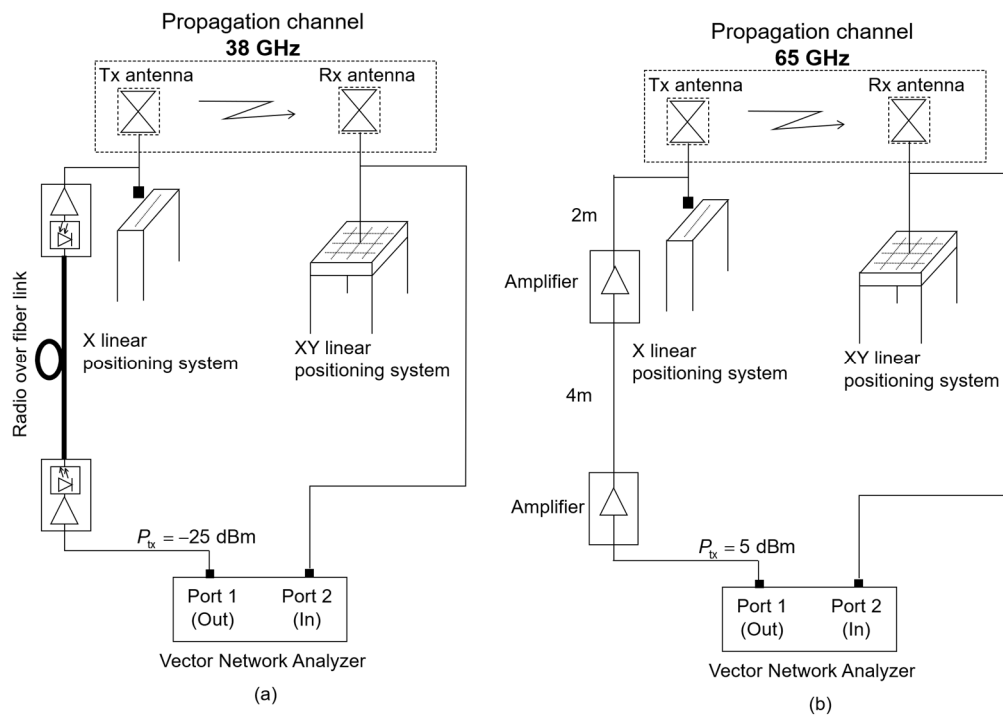 Propagation channel
38 GHz
Tx antenna
Rx antenna
Radio over fiber link
X linear
positioning system
XY linear
positioning system
Ptx = −25 dBm
Port 1
(Out)
Port 2
(In)
Vector Network Analyzer
(a)
Propagation channel
65 GHz
Tx antenna
Rx antenna
2m
Amplifier
X linear
positioning system
XY linear
positioning system
4m
Amplifier
Ptx = 5 dBm
Port 1
(Out)
Port 2
(In)
Vector Network Analyzer
(b)